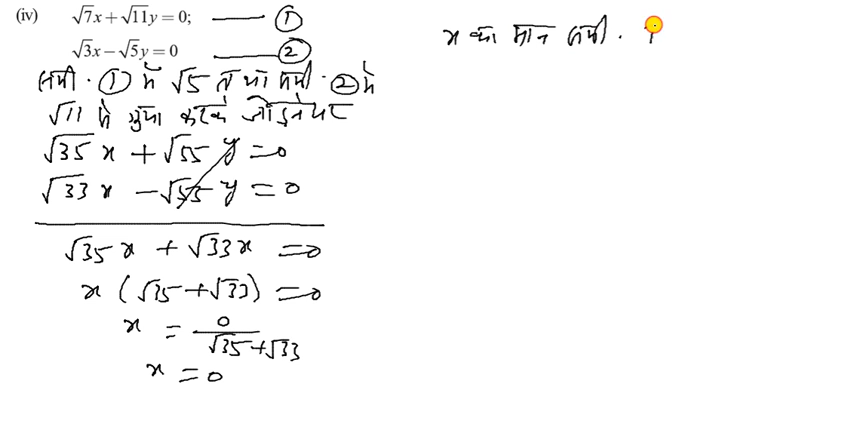 (iv) √7x + √11y = 0; ——— ①
√3x − √5y = 0 ——— ②
समी. ① में √5 तथा समी. ② में
√11 से गुणा करके जोड़ने पर
√35 x + √55 y = 0
√33 x − √55 y = 0
√35 x + √33 x = 0
x (√35 + √33) = 0
x = 0/(√35 + √33)
x = 0
x का मान समी.